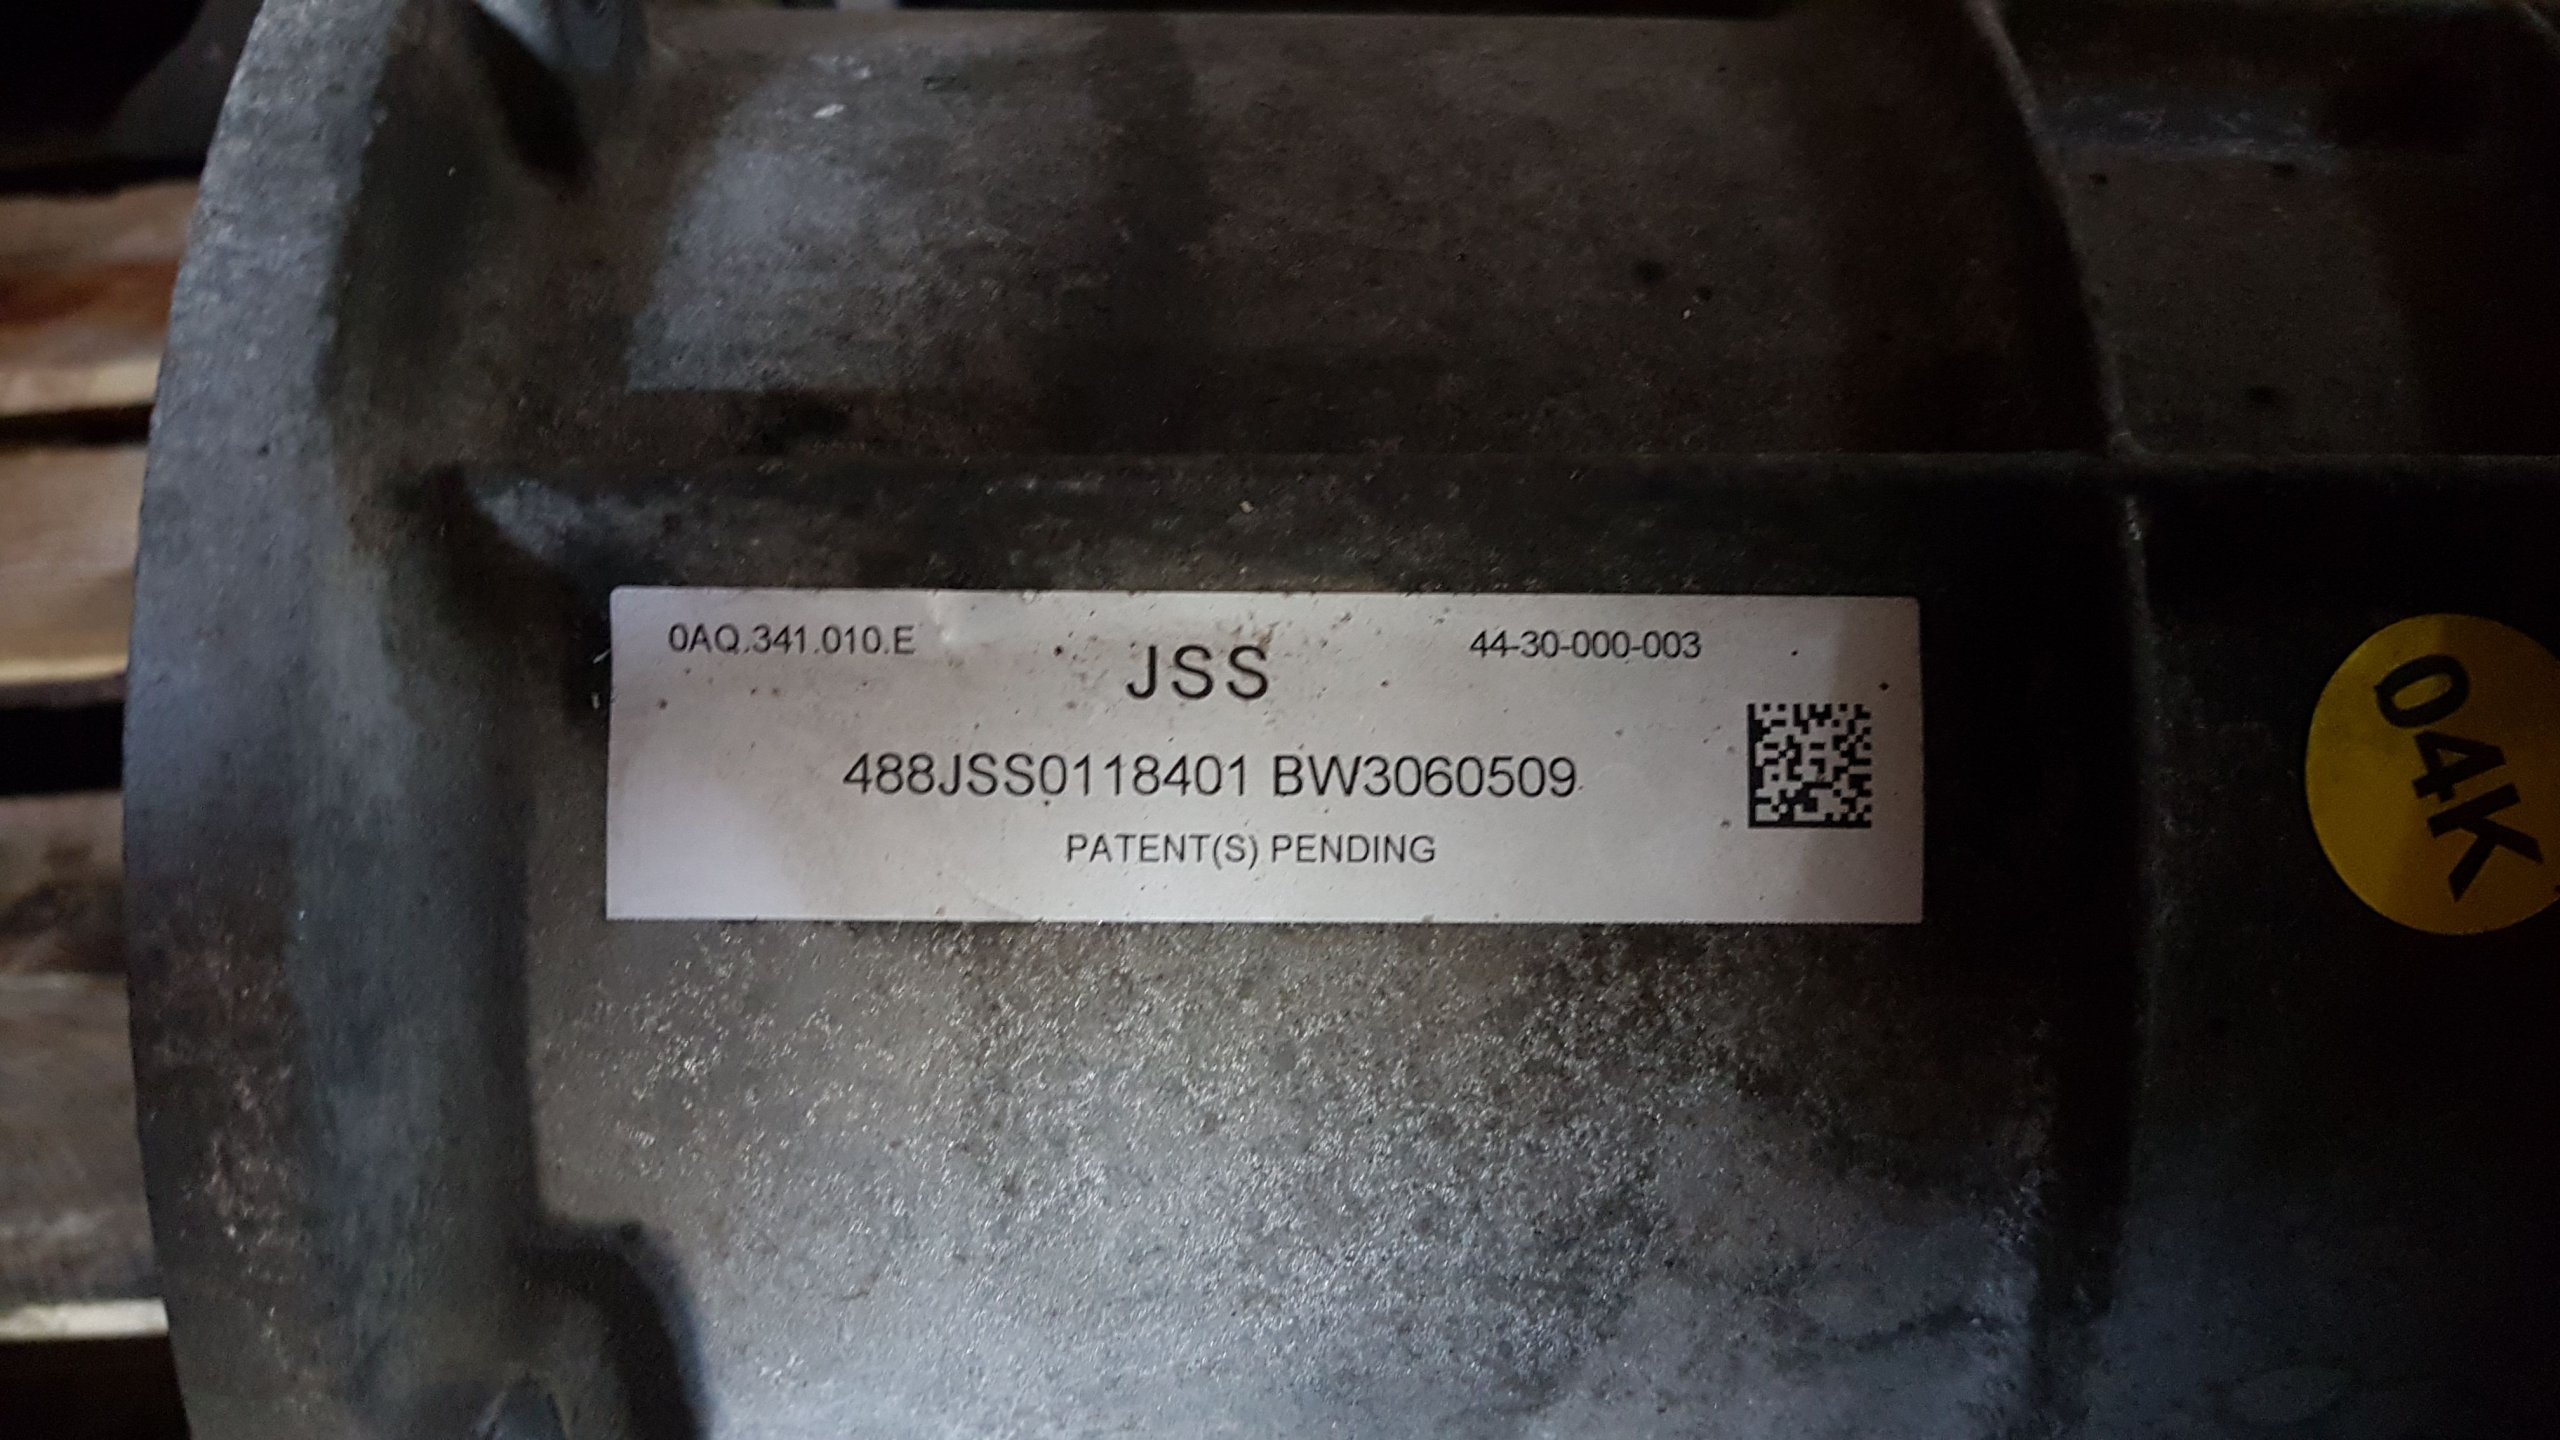 0AQ.341.010.E
44-30-000-003
JSS
488JSS0118401 BW3060509
PATENT(S) PENDING
04K